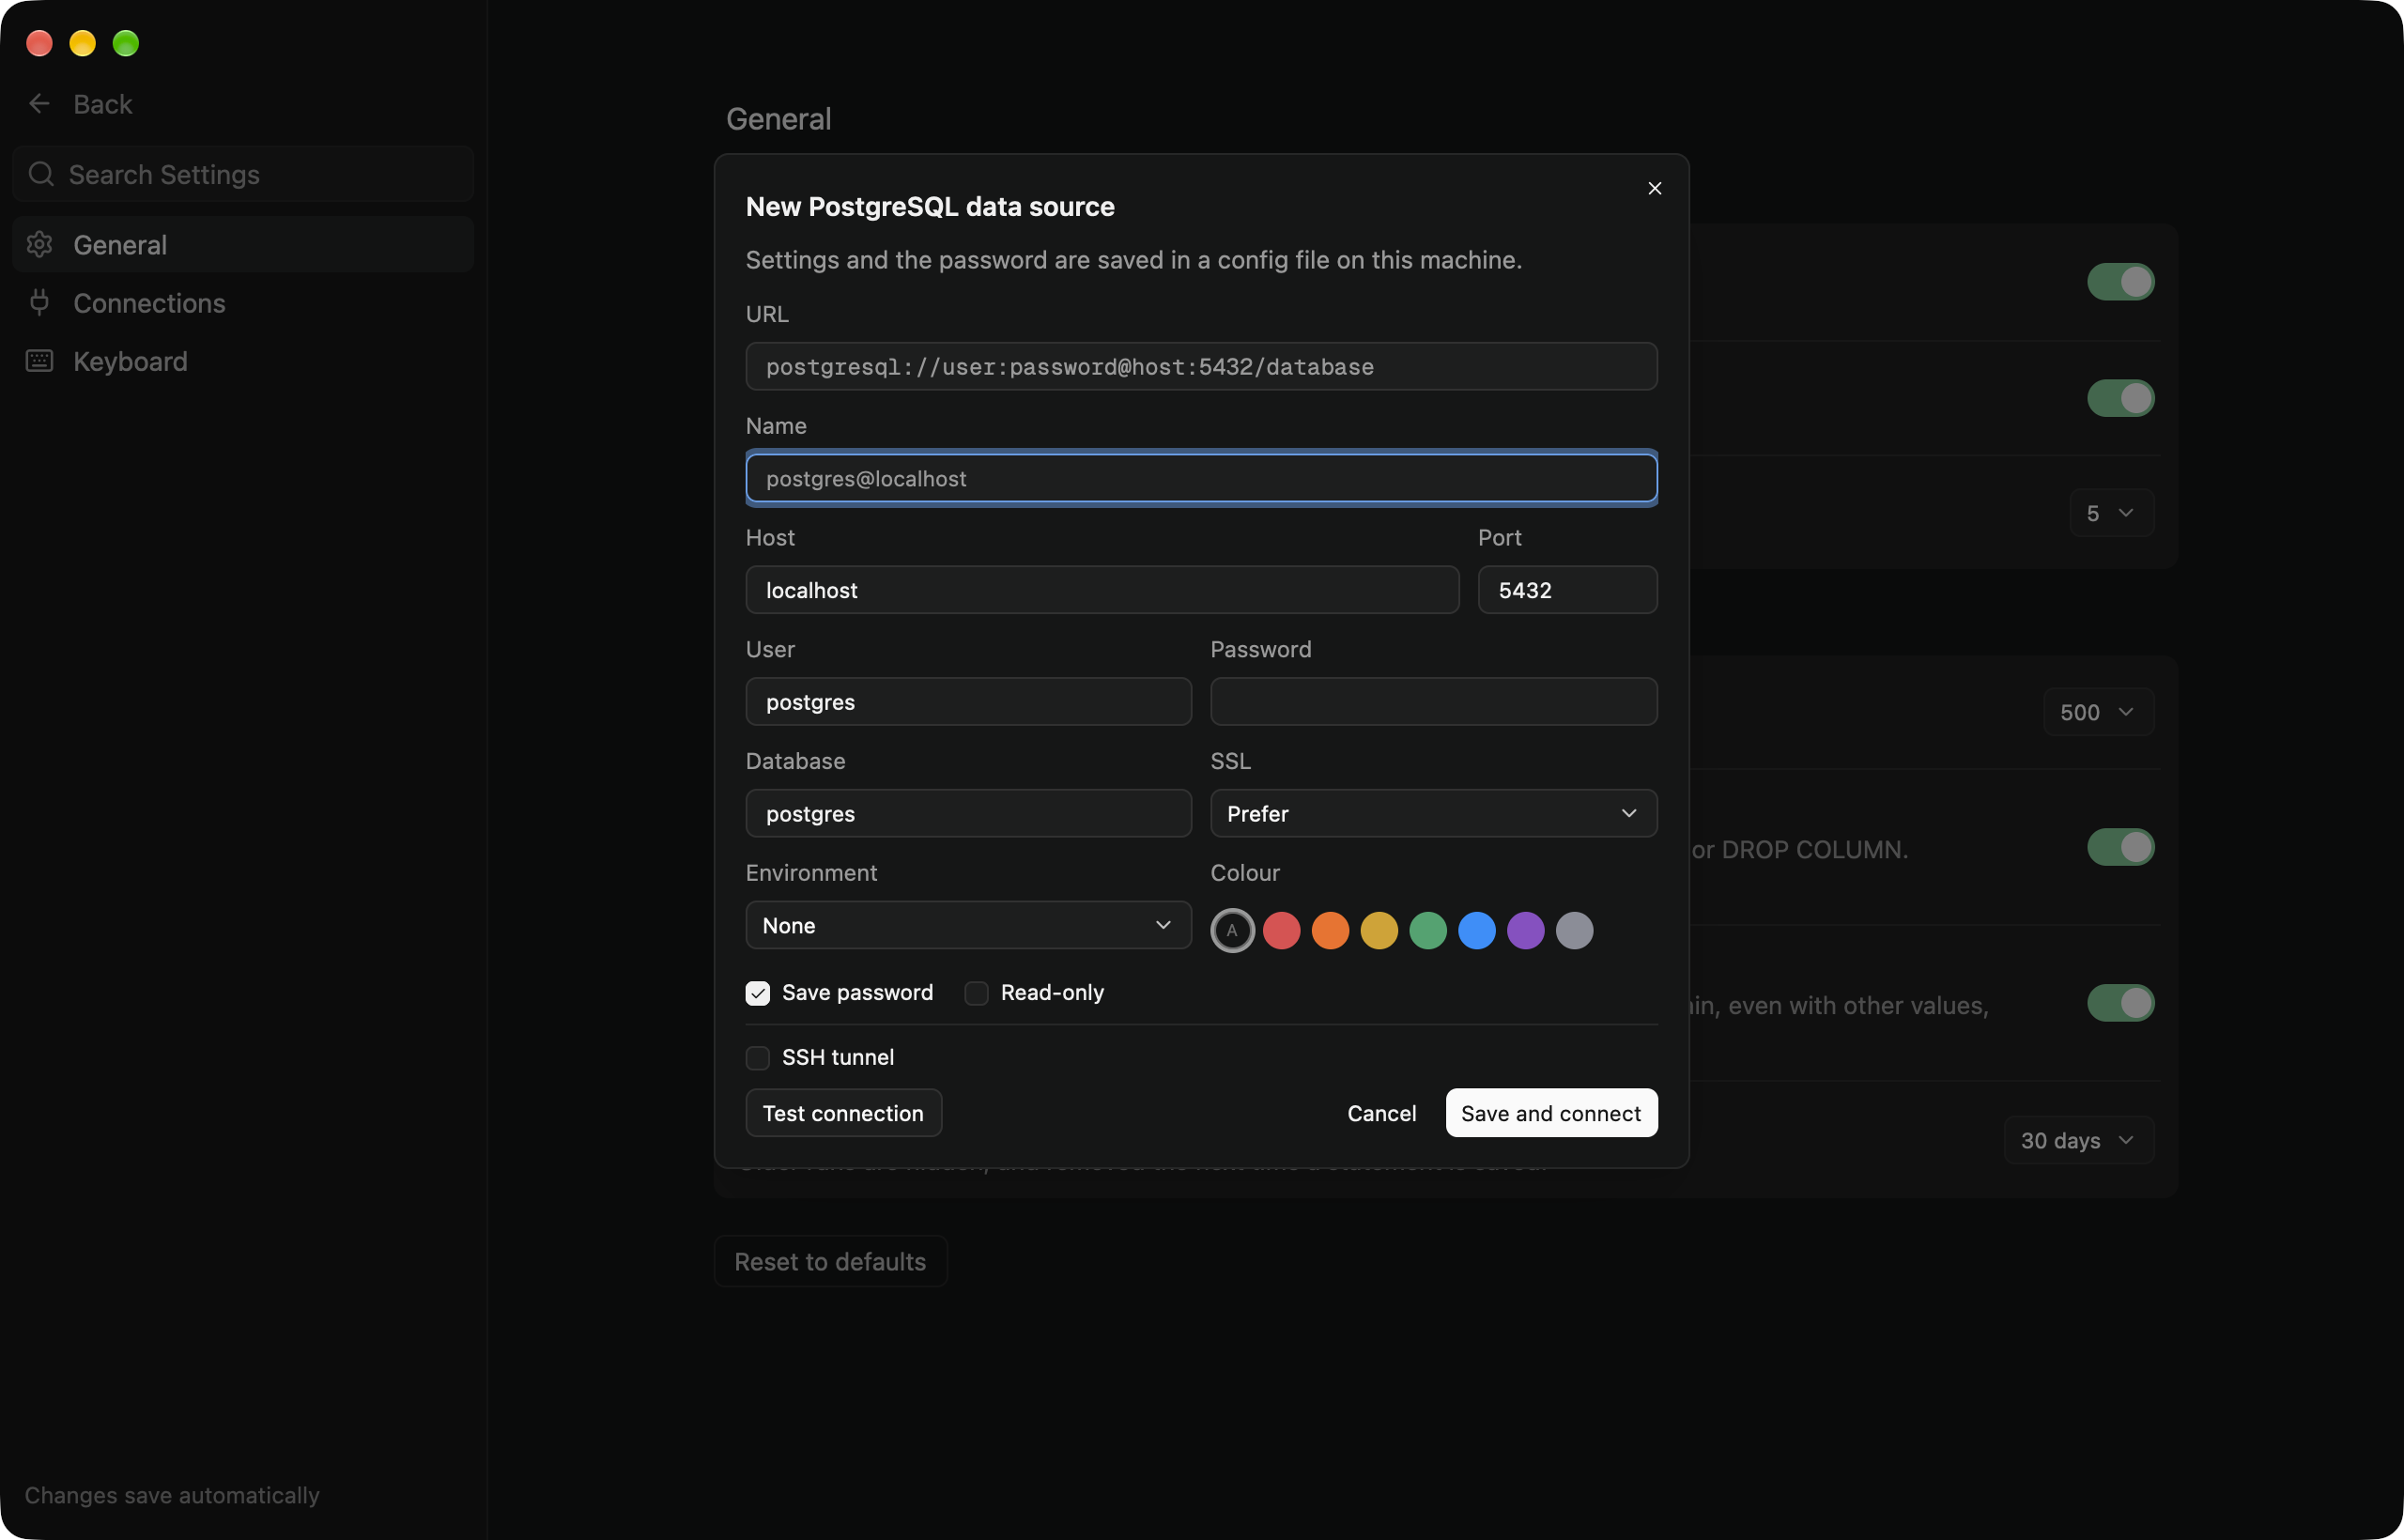 Back
Search Settings
General
Connections
Keyboard
Changes save automatically
General
New PostgreSQL data source
Settings and the password are saved in a config file on this machine.
URL
postgresql://user:password@host:5432/database
Name
postgres@localhost
Host Port
localhost 5432
User Password
postgres
Database SSL
postgres Prefer
Environment Colour
None A
Save password Read-only
SSH tunnel
Test connection Cancel Save and connect
5
500
or DROP COLUMN.
in, even with other values,
30 days
Reset to defaults